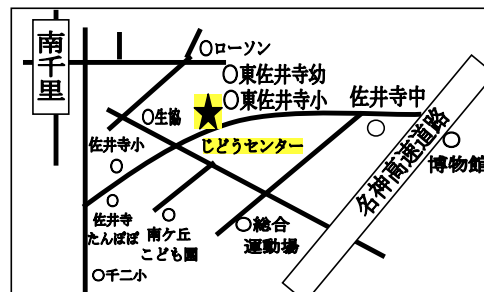 南千里
○ローソン
○東佐井寺幼
○東佐井寺小
佐井寺中
○生協
★
じどうセンター
佐井寺小
名神高速道路
博物館
佐井寺
たんぽぽ
南ケ丘
こども園
○総合
運動場
○千二小